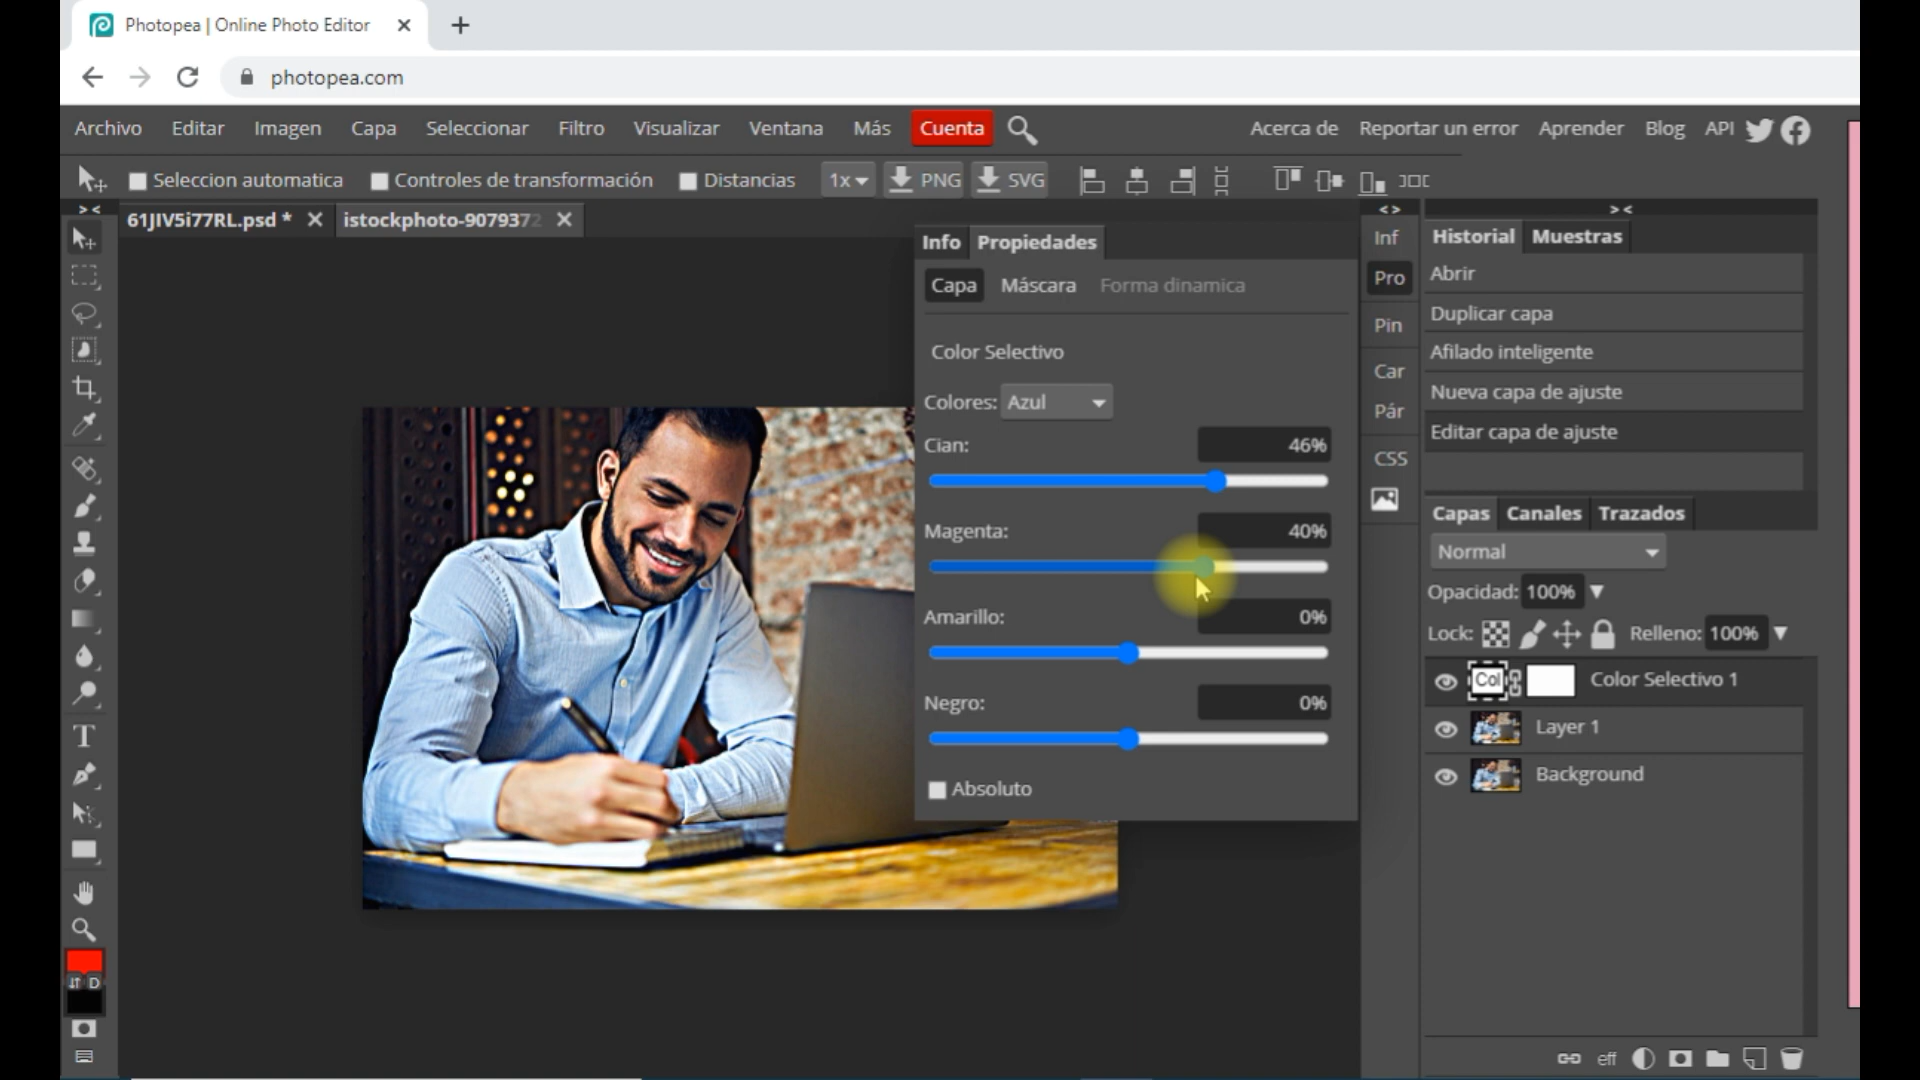 Photopea | Online Photo Editor
photopea.com
Archivo Editar Imagen Capa Seleccionar Filtro Visualizar Ventana Más Cuenta Acerca de Reportar un error Aprender Blog API
Seleccion automatica Controles de transformación Distancias 1x PNG SVG
61JIV5i77RL.psd * istockphoto-9079372
Info Propiedades
Capa Máscara Forma dinamica
Color Selectivo
Colores: Azul
Cian: 46%
Magenta: 40%
Amarillo: 0%
Negro: 0%
Absoluto
Inf
Pro
Pin
Car
Pár
CSS
Historial Muestras
Abrir
Duplicar capa
Afilado inteligente
Nueva capa de ajuste
Editar capa de ajuste
Capas Canales Trazados
Normal
Opacidad: 100%
Lock: Relleno: 100%
Col Color Selectivo 1
Layer 1
Background
T
D
eff